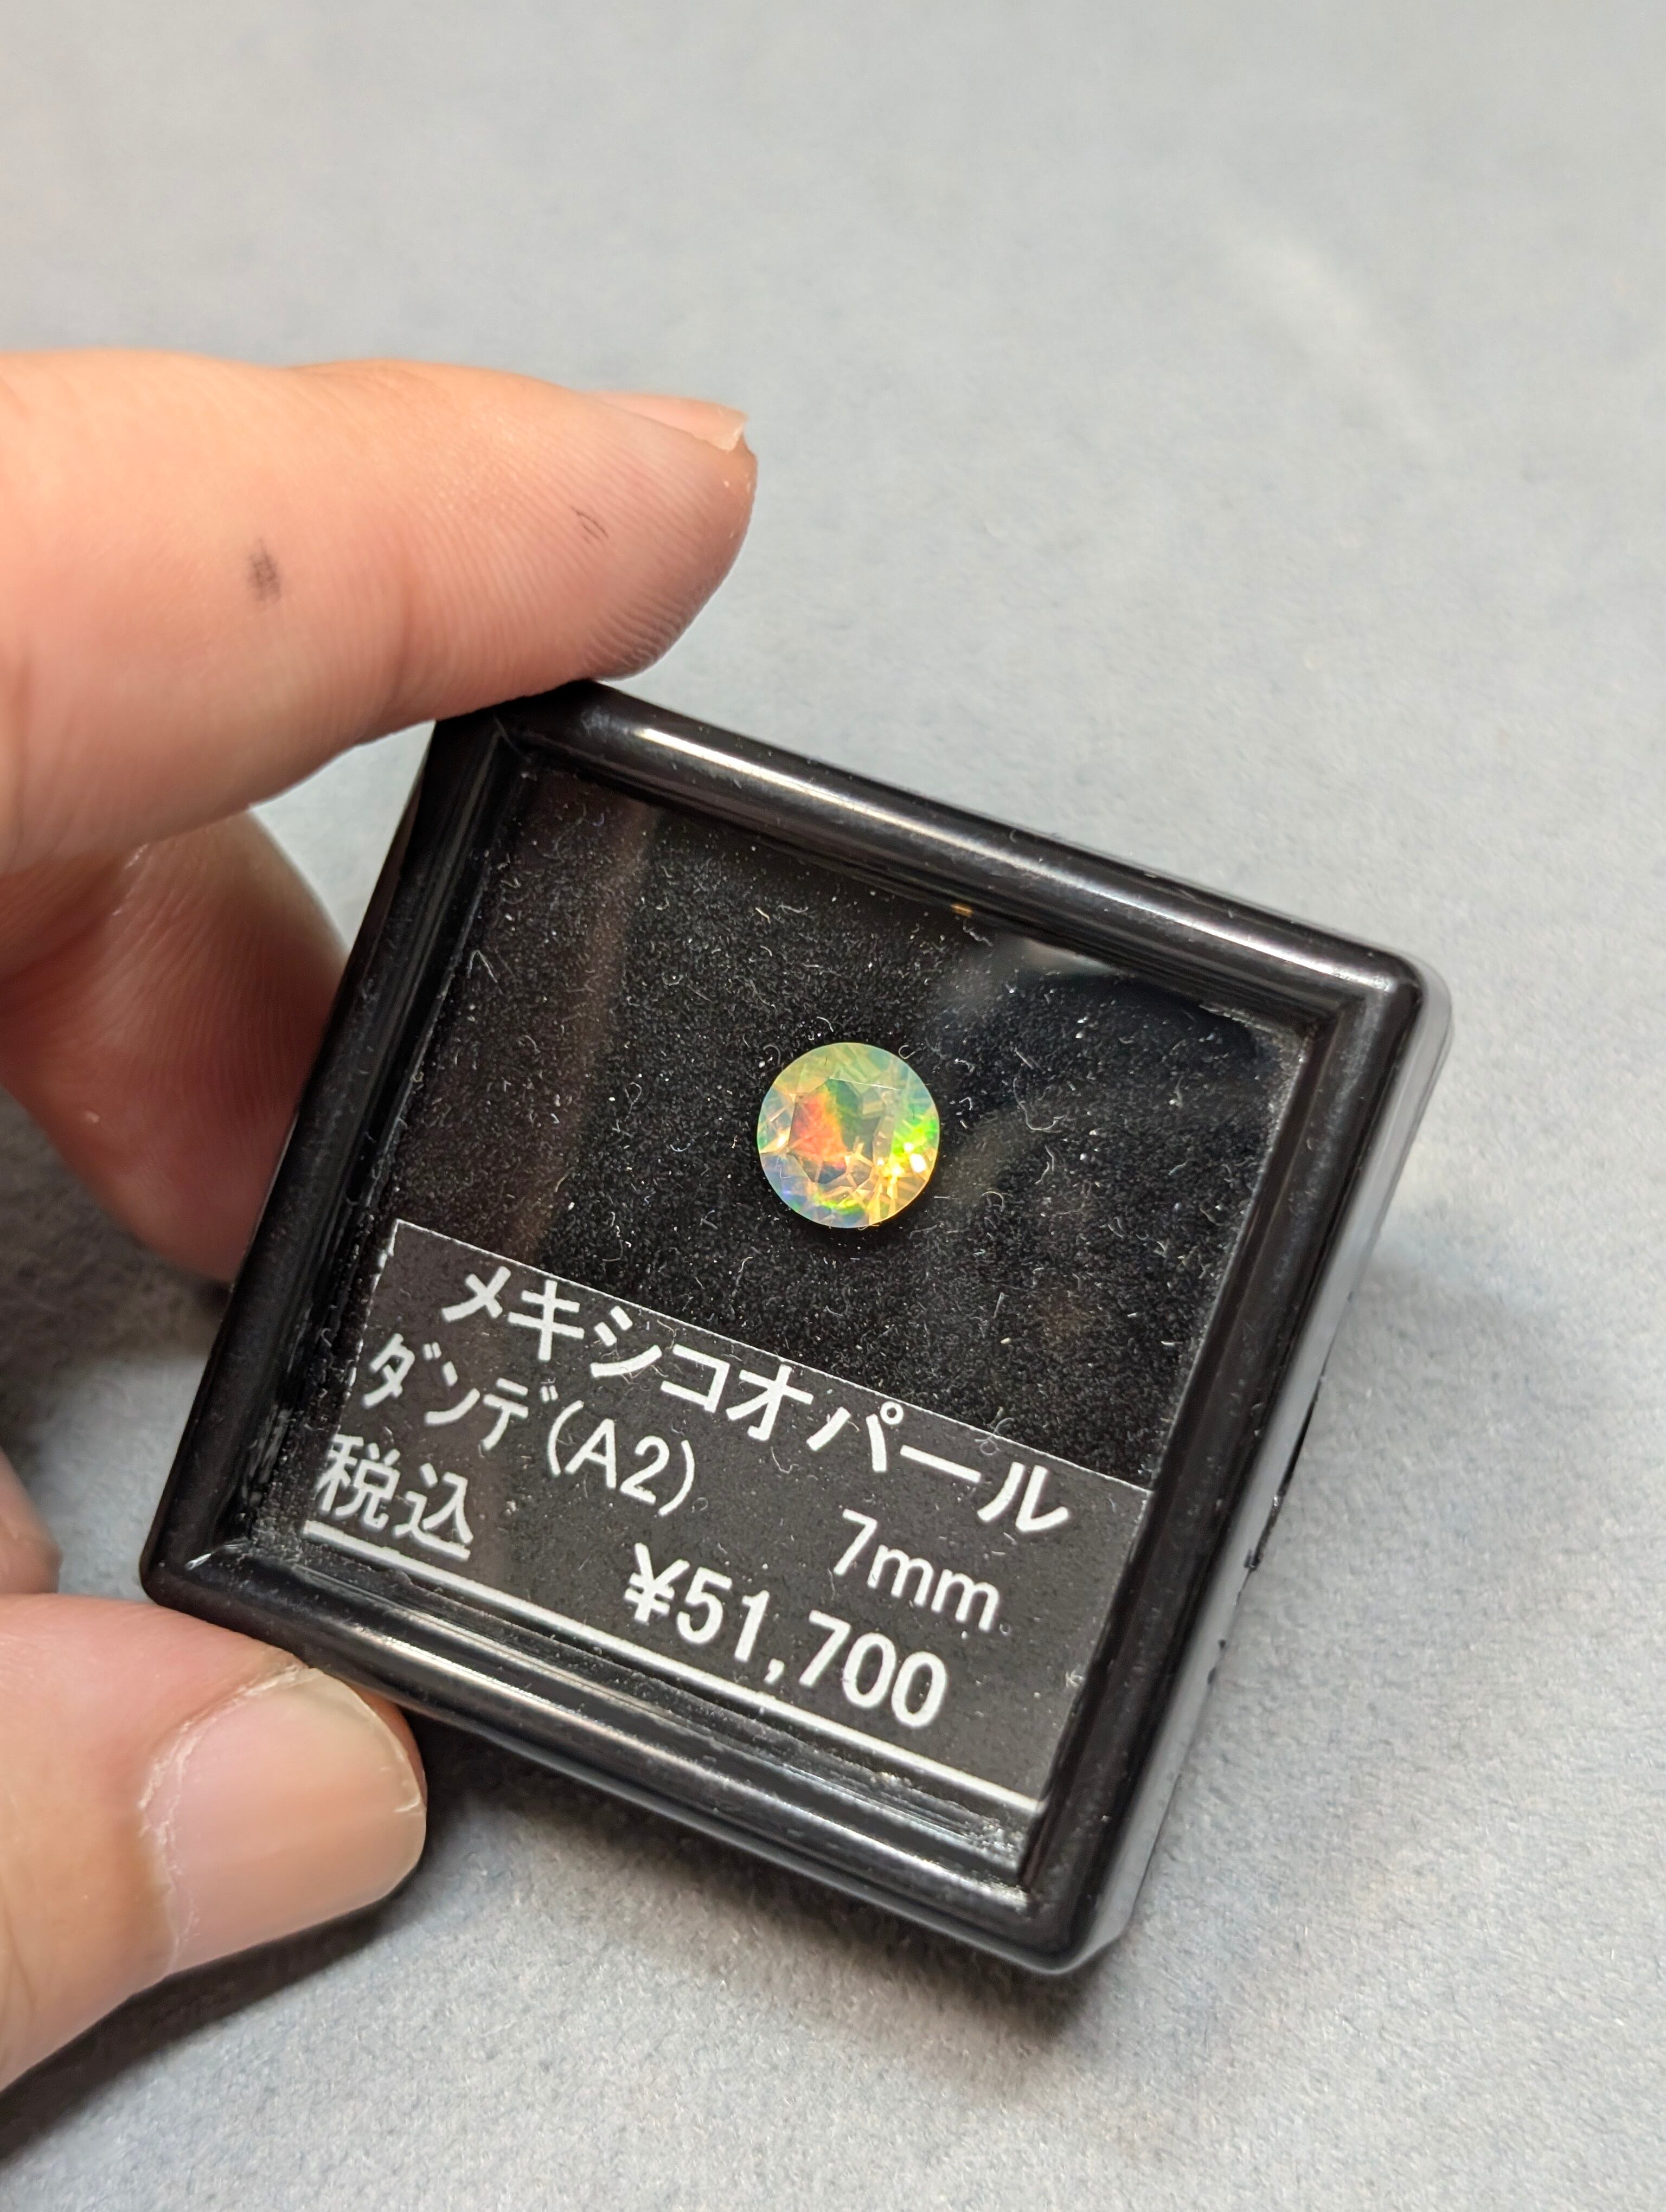 メキシコオパール
ダンデ(A2) 7mm
税込 ¥51,700